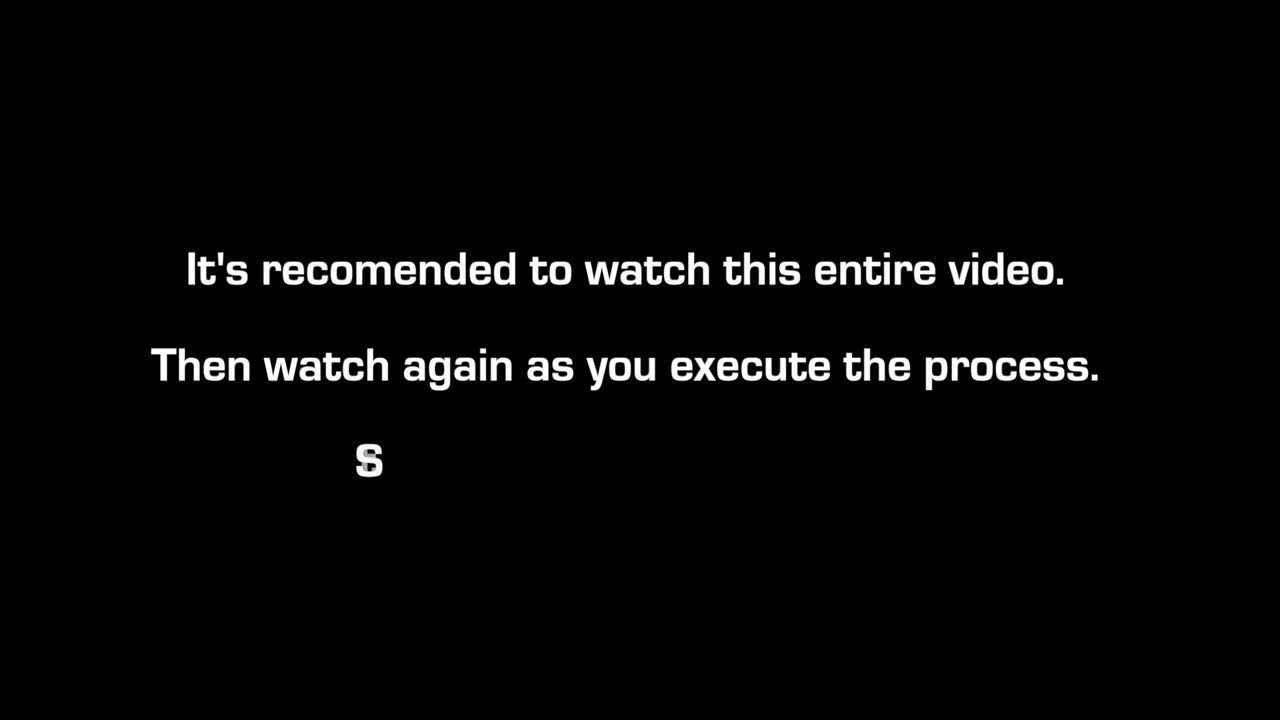 It's recomended to watch this entire video.
Then watch again as you execute the process.
S